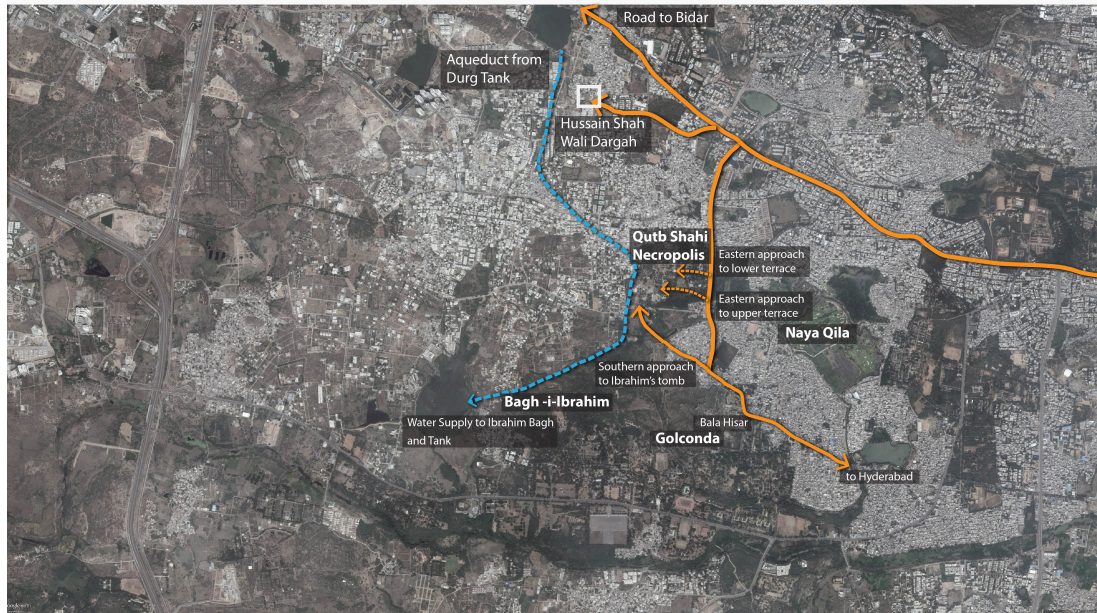 Road to Bidar
Aqueduct from
Durg Tank
Hussain Shah
Wali Dargah
Qutb Shahi
Necropolis
Eastern approach
to lower terrace
Eastern approach
to upper terrace
Naya Qila
Southern approach
to Ibrahim's tomb
Bagh -i-Ibrahim
Water Supply to Ibrahim Bagh
and Tank
Bala Hisar
Golconda
to Hyderabad